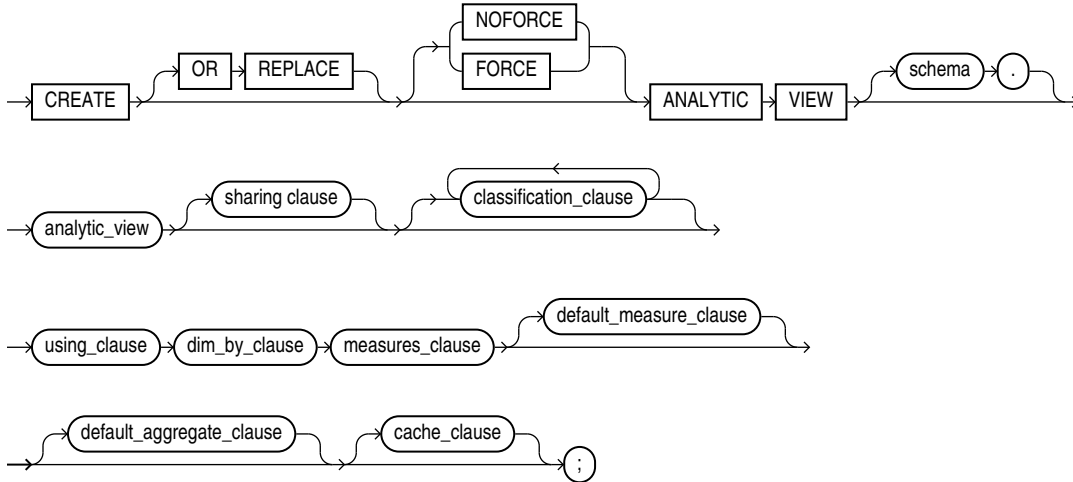 NOFORCE
OR REPLACE FORCE schema .
CREATE ANALYTIC VIEW
sharing clause classification_clause
analytic_view
default_measure_clause
using_clause dim_by_clause measures_clause
default_aggregate_clause cache_clause
;